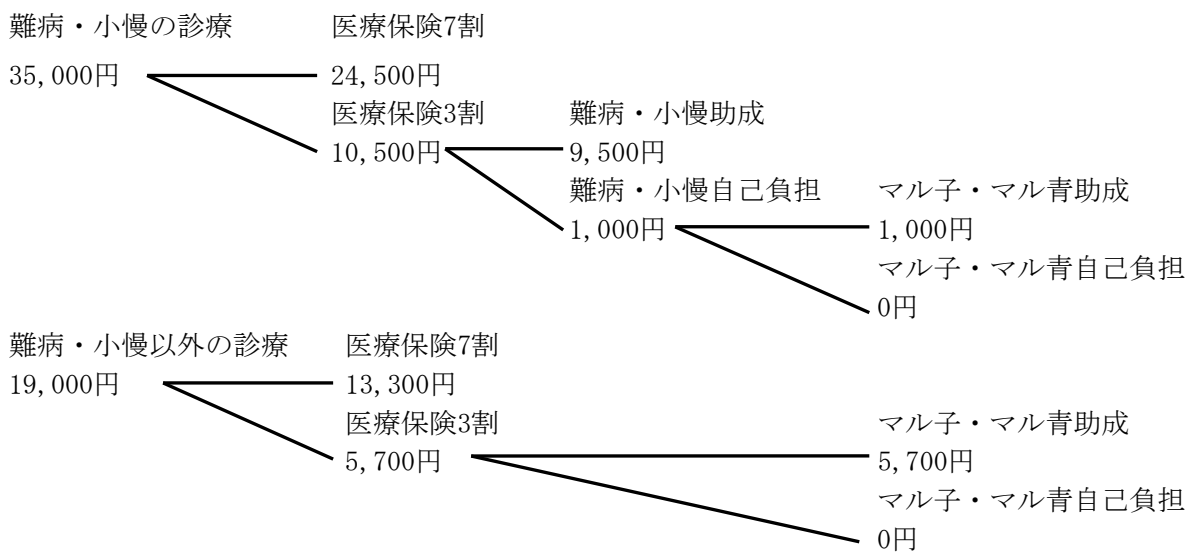 難病・小慢の診療　医療保険7割
35,000円　24,500円
医療保険3割　難病・小慢助成
10,500円　9,500円
難病・小慢自己負担　マル子・マル青助成
1,000円　1,000円
マル子・マル青自己負担
0円
難病・小慢以外の診療　医療保険7割
19,000円　13,300円
医療保険3割　マル子・マル青助成
5,700円　5,700円
マル子・マル青自己負担
0円